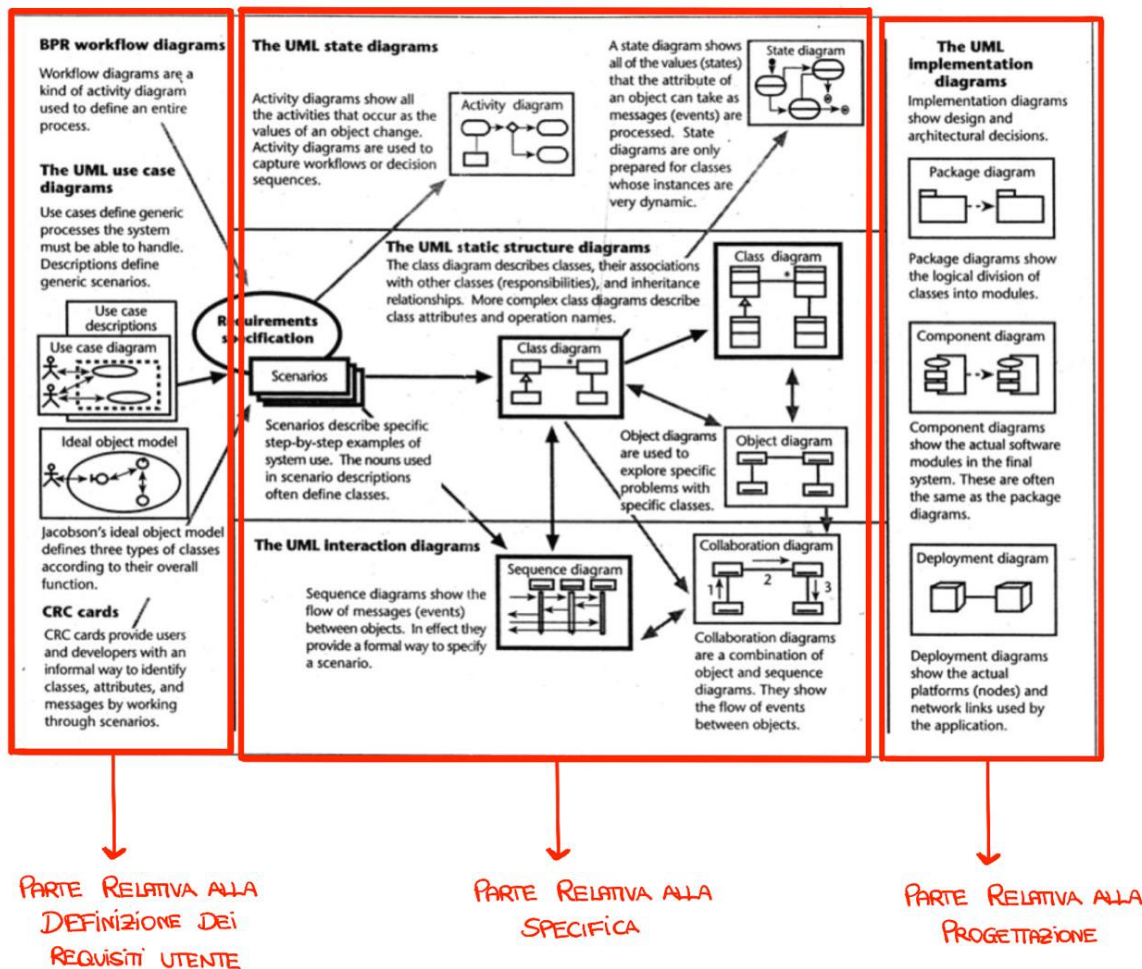 BPR workflow diagrams
Workflow diagrams are a
kind of activity diagram
used to define an entire
process.
The UML use case
diagrams
Use cases define generic
processes the system
must be able to handle.
Descriptions define
generic scenarios.
Use case
descriptions
Use case diagram
Ideal object model
Jacobson's ideal object model
defines three types of classes
according to their overall
function.
CRC cards
CRC cards provide users
and developers with an
informal way to identify
classes, attributes, and
messages by working
through scenarios.
Requirements
specification
Scenarios
The UML state diagrams
Activity diagrams show all
the activities that occur as the
values of an object change.
Activity diagrams are used to
capture workflows or decision
sequences.
Activity diagram
A state diagram shows
all of the values (states)
that the attribute of
an object can take as
messages (events) are
processed. State
diagrams are only
prepared for classes
whose instances are
very dynamic.
State diagram
The UML static structure diagrams
The class diagram describes classes, their associations
with other classes (responsibilities), and inheritance
relationships. More complex class diagrams describe
class attributes and operation names.
Class diagram
*
Class diagram
*
Scenarios describe specific
step-by-step examples of
system use. The nouns used
in scenario descriptions
often define classes.
Object diagrams
are used to
explore specific
problems with
specific classes.
Object diagram
The UML interaction diagrams
Sequence diagrams show the
flow of messages (events)
between objects. In effect they
provide a formal way to specify
a scenario.
Sequence diagram
Collaboration diagram
1
2
3
Collaboration diagrams
are a combination of
object and sequence
diagrams. They show
the flow of events
between objects.
The UML
implementation
diagrams
Implementation diagrams
show design and
architectural decisions.
Package diagram
Package diagrams show
the logical division of
classes into modules.
Component diagram
Component diagrams
show the actual software
modules in the final
system. These are often
the same as the package
diagrams.
Deployment diagram
Deployment diagrams
show the actual
platforms (nodes) and
network links used by
the application.
PARTE RELATIVA ALLA
DEFINIZIONE DEI
REQUISITI UTENTE
PARTE RELATIVA ALLA
SPECIFICA
PARTE RELATIVA ALLA
PROGETTAZIONE